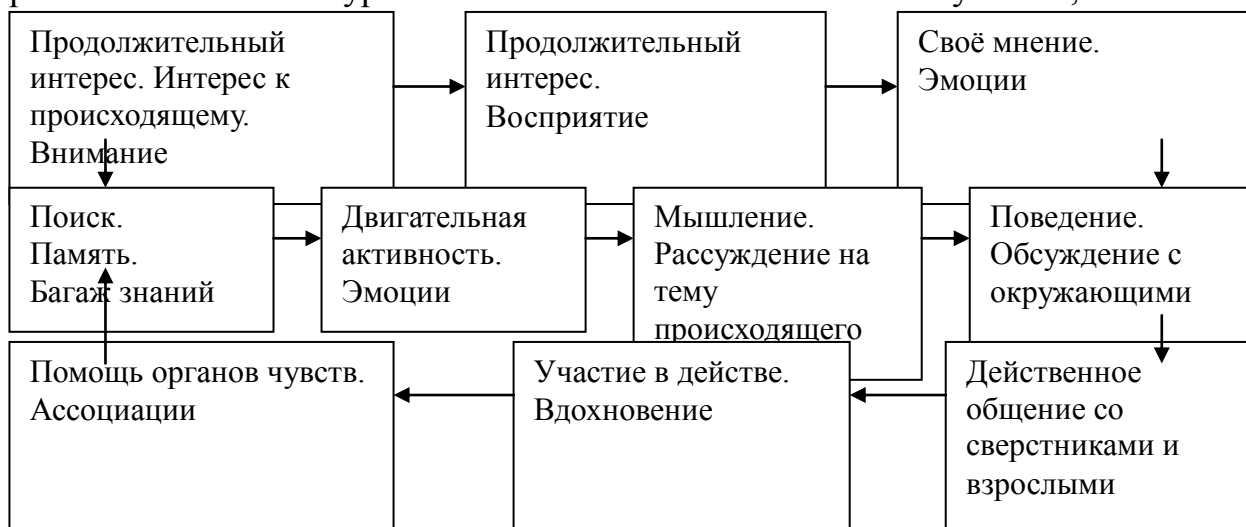 Продолжительный
интерес. Интерес к
происходящему.
Внимание
Продолжительный
интерес.
Восприятие
Своё мнение.
Эмоции
Поиск.
Память.
Багаж знаний
Двигательная
активность.
Эмоции
Мышление.
Рассуждение на
тему
происходящего
Поведение.
Обсуждение с
окружающими
Помощь органов чувств.
Ассоциации
Участие в действе.
Вдохновение
Действенное
общение со
сверстниками и
взрослыми